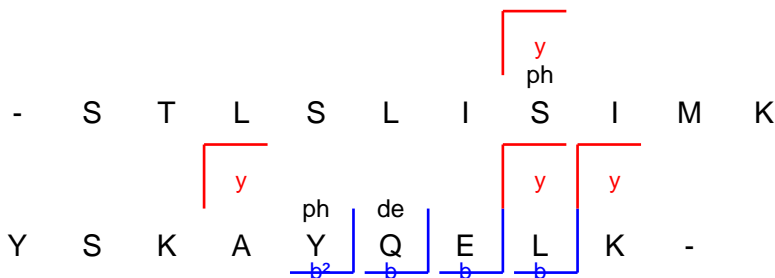 y
ph
- S T L S L I S I M K
y y y
ph de
Y S K A Y Q E L K -
b² b b b